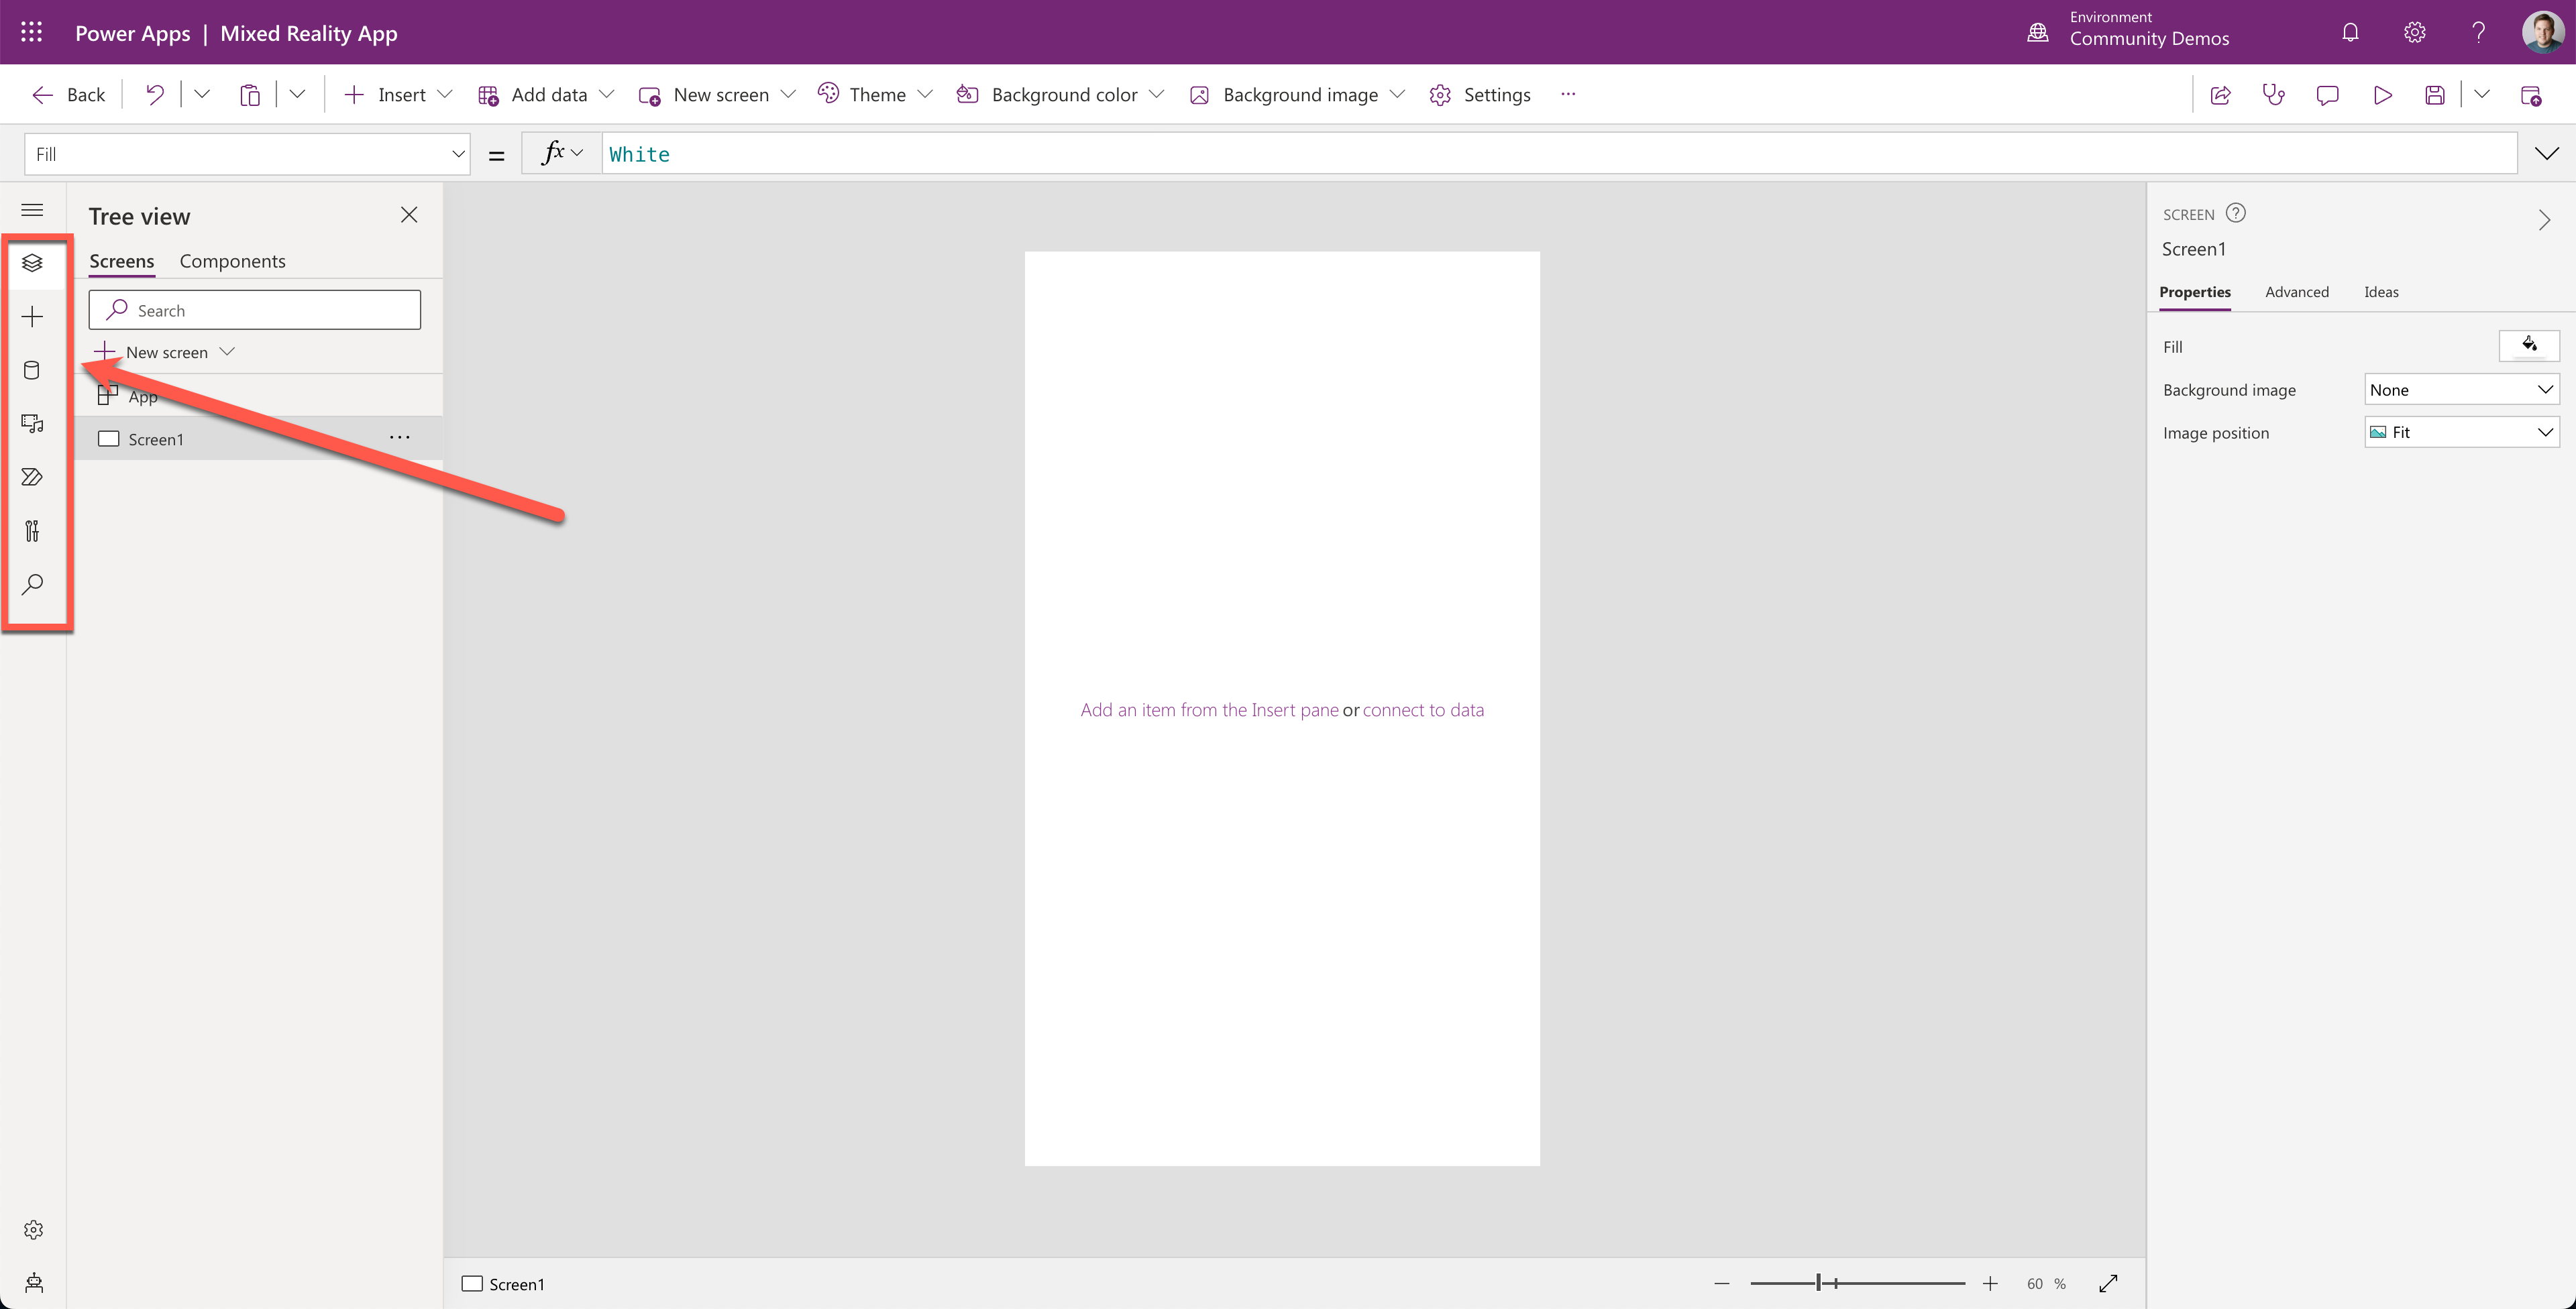 Power Apps | Mixed Reality App
Environment
Community Demos
Back
Insert
Add data
New screen
Theme
Background color
Background image
Settings
Fill
=
fx
White
Tree view
Screens
Components
Search
New screen
App
Screen1
Add an item from the Insert pane or connect to data
SCREEN
Screen1
Properties
Advanced
Ideas
Fill
Background image
None
Image position
Fit
Screen1
60 %